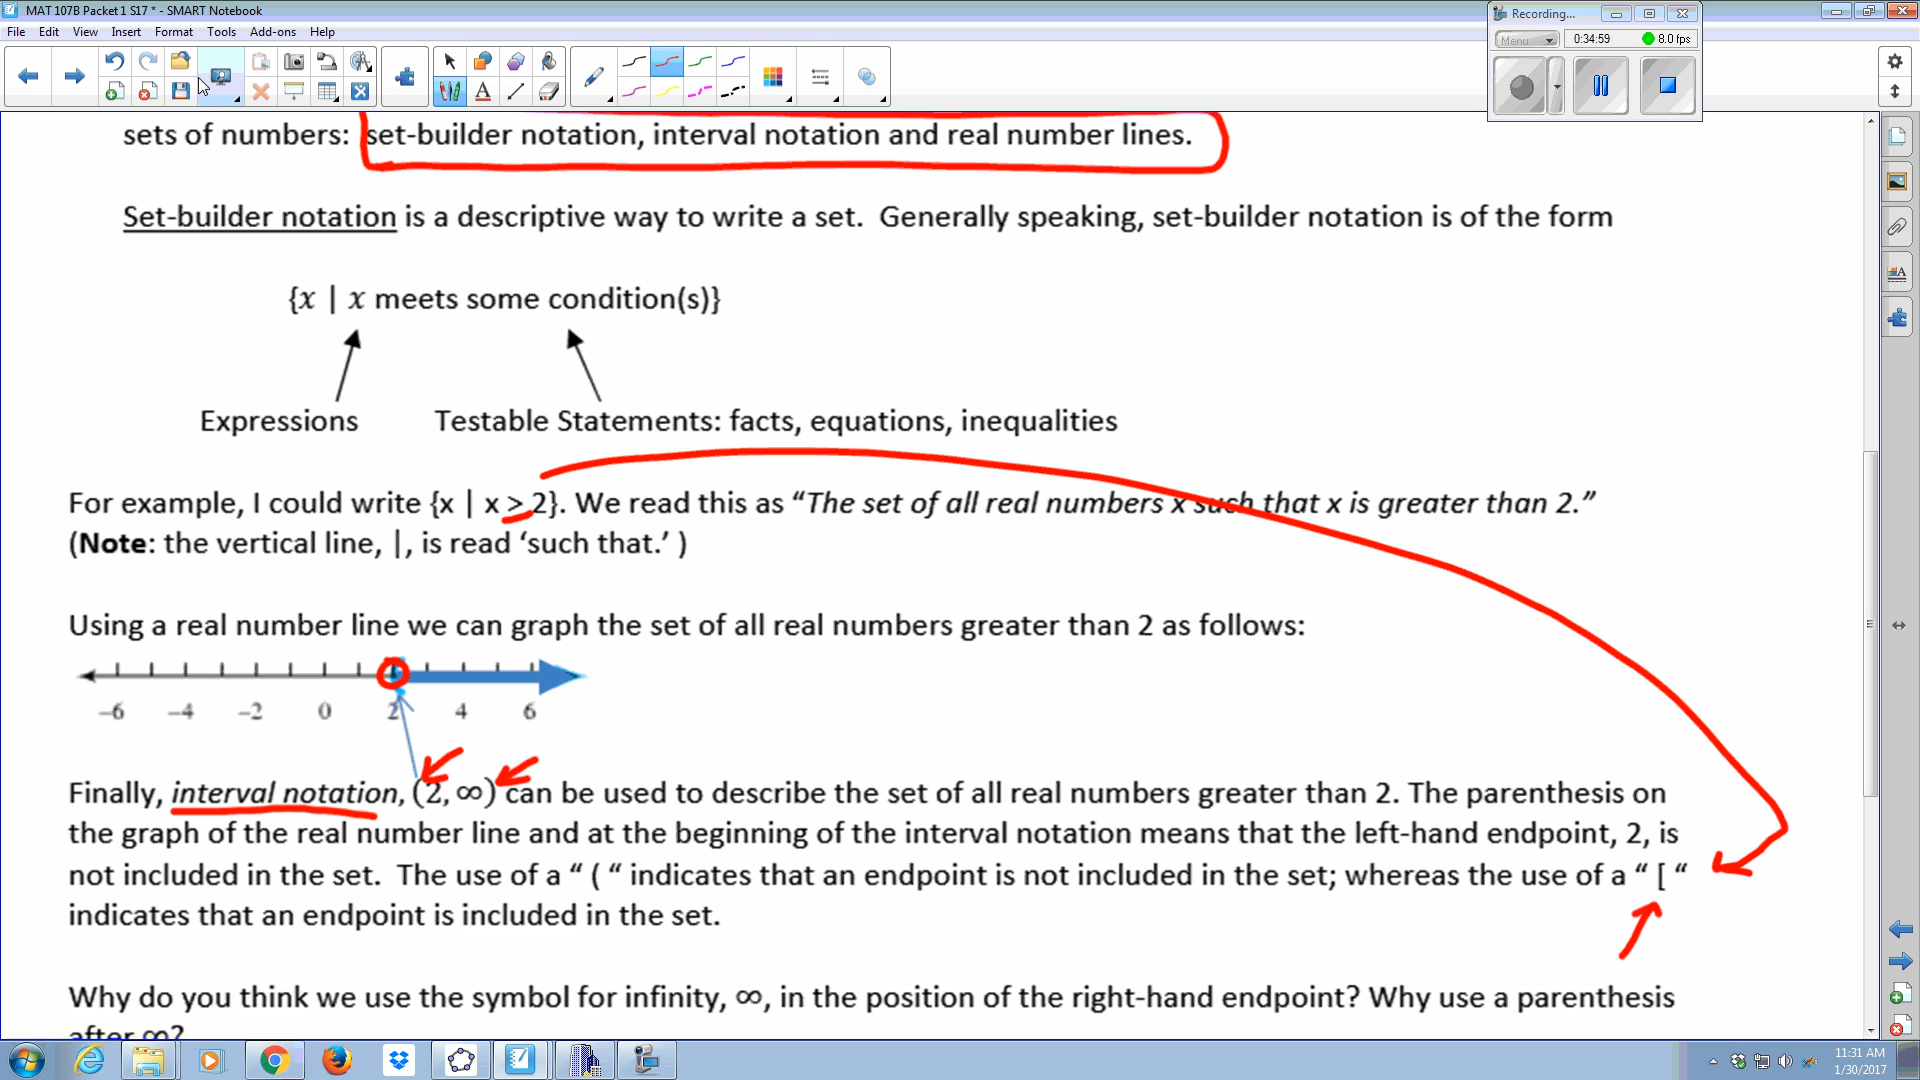 MAT 107B Packet 1 S17 * - SMART Notebook
File Edit View Insert Format Tools Add-ons Help
Recording...
Menu 0:34:59 8.0 fps
sets of numbers: set-builder notation, interval notation and real number lines.
Set-builder notation is a descriptive way to write a set. Generally speaking, set-builder notation is of the form
{x | x meets some condition(s)}
Expressions Testable Statements: facts, equations, inequalities
For example, I could write {x | x > 2}. We read this as “The set of all real numbers x such that x is greater than 2.”
(Note: the vertical line, |, is read ‘such that.’ )
Using a real number line we can graph the set of all real numbers greater than 2 as follows:
−6 −4 −2 0 2 4 6
Finally, interval notation, (2, ∞) can be used to describe the set of all real numbers greater than 2. The parenthesis on
the graph of the real number line and at the beginning of the interval notation means that the left-hand endpoint, 2, is
not included in the set. The use of a “ ( “ indicates that an endpoint is not included in the set; whereas the use of a “ [ “
indicates that an endpoint is included in the set.
Why do you think we use the symbol for infinity, ∞, in the position of the right-hand endpoint? Why use a parenthesis
after ∞?
11:31 AM
1/30/2017